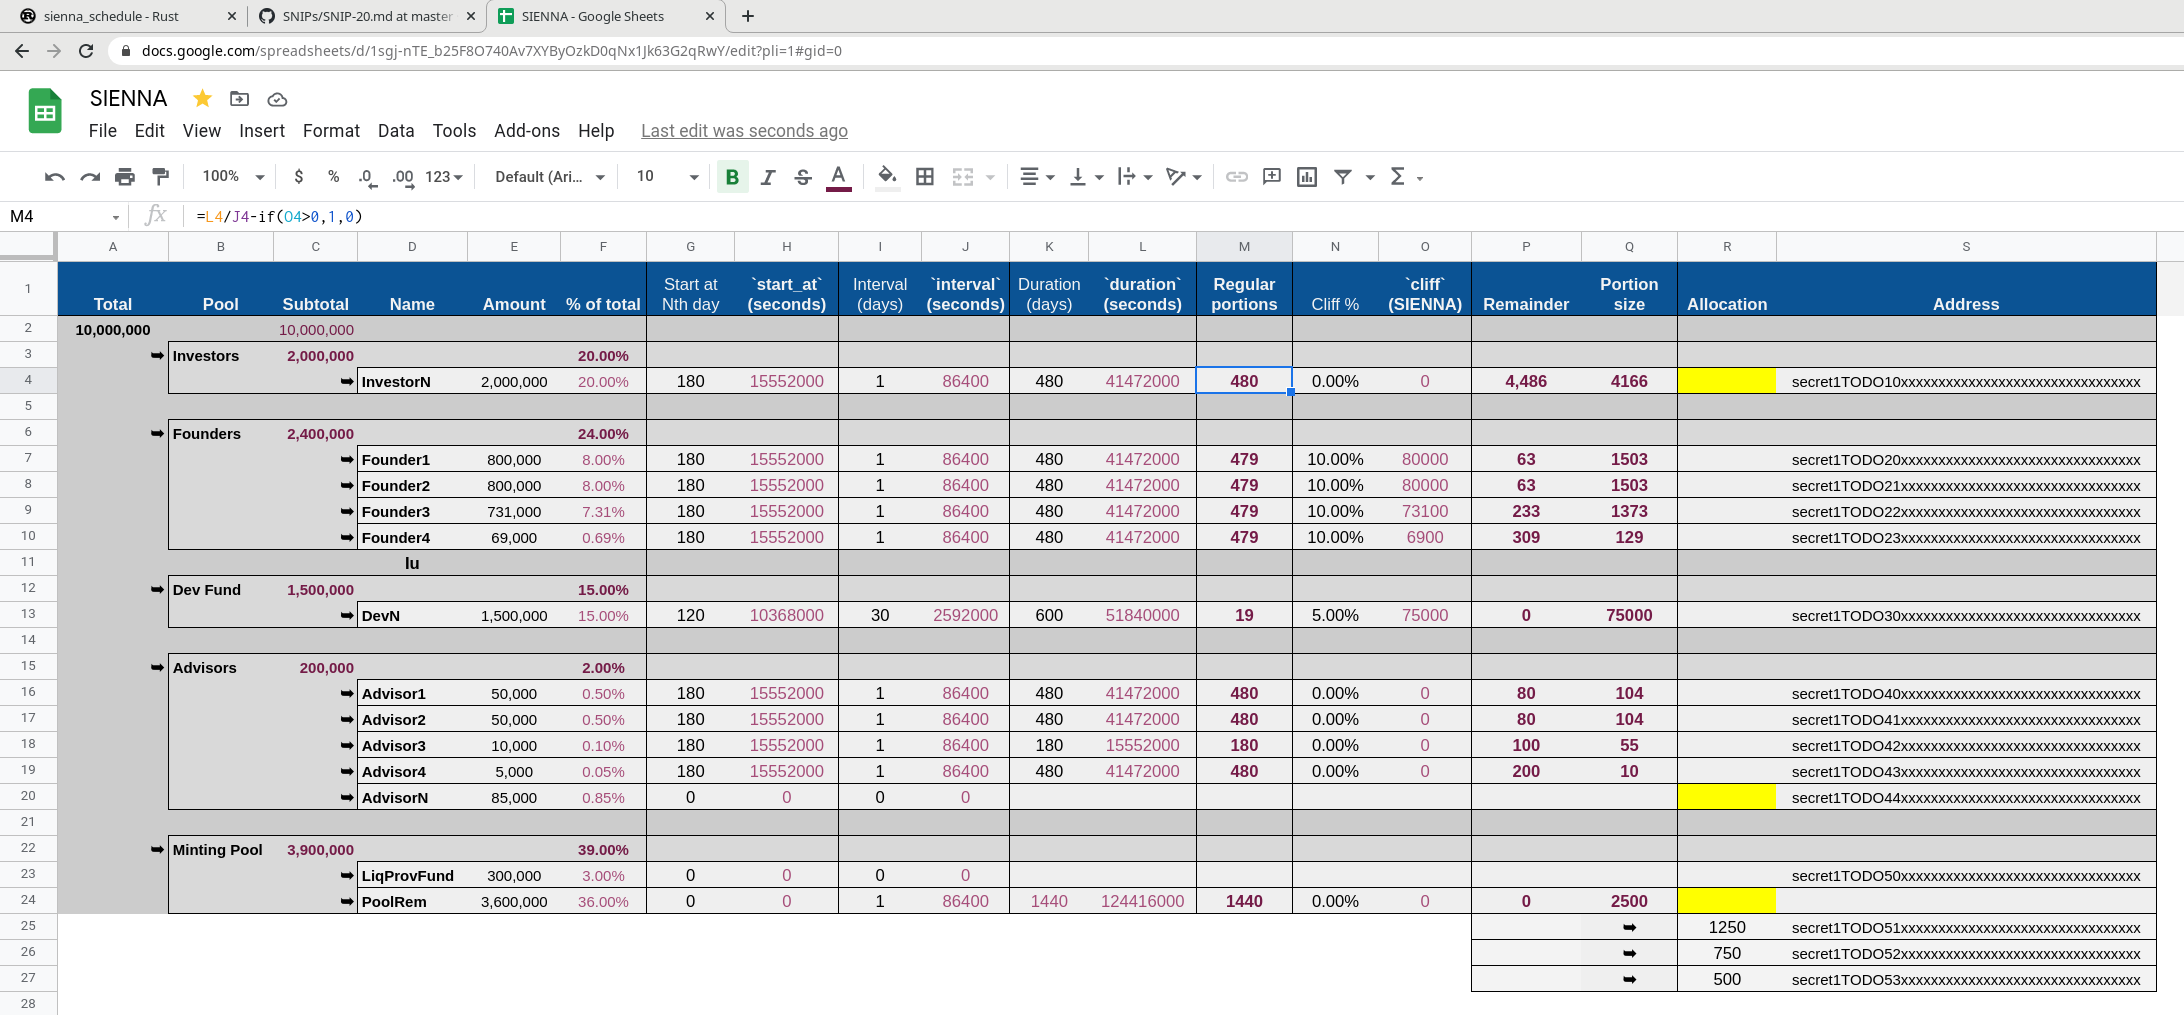 sienna_schedule - Rust SNIPs/SNIP-20.md at master SIENNA - Google Sheets
docs.google.com/spreadsheets/d/1sgj-nTE_b25F8O740Av7XYByOzkD0qNx1Jk63G2qRwY/edit?pli=1#gid=0
SIENNA
File Edit View Insert Format Data Tools Add-ons Help Last edit was seconds ago
100% $ % .0 .00 123 Default (Ari... 10 B I S A Σ
M4 fx =L4/J4-if(O4>0,1,0)
A B C D E F G H I J K L M N O P Q R S
1 Total Pool Subtotal Name Amount % of total Start at Nth day `start_at` (seconds) Interval (days) `interval` (seconds) Duration (days) `duration` (seconds) Regular portions Cliff % `cliff` (SIENNA) Remainder Portion size Allocation Address
2 10,000,000 10,000,000
3 ➥ Investors 2,000,000 20.00%
4 ➥ InvestorN 2,000,000 20.00% 180 15552000 1 86400 480 41472000 480 0.00% 0 4,486 4166 secret1TODO10xxxxxxxxxxxxxxxxxxxxxxxxxxxxxxxx
5
6 ➥ Founders 2,400,000 24.00%
7 ➥ Founder1 800,000 8.00% 180 15552000 1 86400 480 41472000 479 10.00% 80000 63 1503 secret1TODO20xxxxxxxxxxxxxxxxxxxxxxxxxxxxxxxx
8 ➥ Founder2 800,000 8.00% 180 15552000 1 86400 480 41472000 479 10.00% 80000 63 1503 secret1TODO21xxxxxxxxxxxxxxxxxxxxxxxxxxxxxxxx
9 ➥ Founder3 731,000 7.31% 180 15552000 1 86400 480 41472000 479 10.00% 73100 233 1373 secret1TODO22xxxxxxxxxxxxxxxxxxxxxxxxxxxxxxxx
10 ➥ Founder4 69,000 0.69% 180 15552000 1 86400 480 41472000 479 10.00% 6900 309 129 secret1TODO23xxxxxxxxxxxxxxxxxxxxxxxxxxxxxxxx
11 lu
12 ➥ Dev Fund 1,500,000 15.00%
13 ➥ DevN 1,500,000 15.00% 120 10368000 30 2592000 600 51840000 19 5.00% 75000 0 75000 secret1TODO30xxxxxxxxxxxxxxxxxxxxxxxxxxxxxxxx
14
15 ➥ Advisors 200,000 2.00%
16 ➥ Advisor1 50,000 0.50% 180 15552000 1 86400 480 41472000 480 0.00% 0 80 104 secret1TODO40xxxxxxxxxxxxxxxxxxxxxxxxxxxxxxxx
17 ➥ Advisor2 50,000 0.50% 180 15552000 1 86400 480 41472000 480 0.00% 0 80 104 secret1TODO41xxxxxxxxxxxxxxxxxxxxxxxxxxxxxxxx
18 ➥ Advisor3 10,000 0.10% 180 15552000 1 86400 180 15552000 180 0.00% 0 100 55 secret1TODO42xxxxxxxxxxxxxxxxxxxxxxxxxxxxxxxx
19 ➥ Advisor4 5,000 0.05% 180 15552000 1 86400 480 41472000 480 0.00% 0 200 10 secret1TODO43xxxxxxxxxxxxxxxxxxxxxxxxxxxxxxxx
20 ➥ AdvisorN 85,000 0.85% 0 0 0 0 secret1TODO44xxxxxxxxxxxxxxxxxxxxxxxxxxxxxxxx
21
22 ➥ Minting Pool 3,900,000 39.00%
23 ➥ LiqProvFund 300,000 3.00% 0 0 0 0 secret1TODO50xxxxxxxxxxxxxxxxxxxxxxxxxxxxxxxx
24 ➥ PoolRem 3,600,000 36.00% 0 0 1 86400 1440 124416000 1440 0.00% 0 0 2500
25 ➥ 1250 secret1TODO51xxxxxxxxxxxxxxxxxxxxxxxxxxxxxxxx
26 ➥ 750 secret1TODO52xxxxxxxxxxxxxxxxxxxxxxxxxxxxxxxx
27 ➥ 500 secret1TODO53xxxxxxxxxxxxxxxxxxxxxxxxxxxxxxxx
28